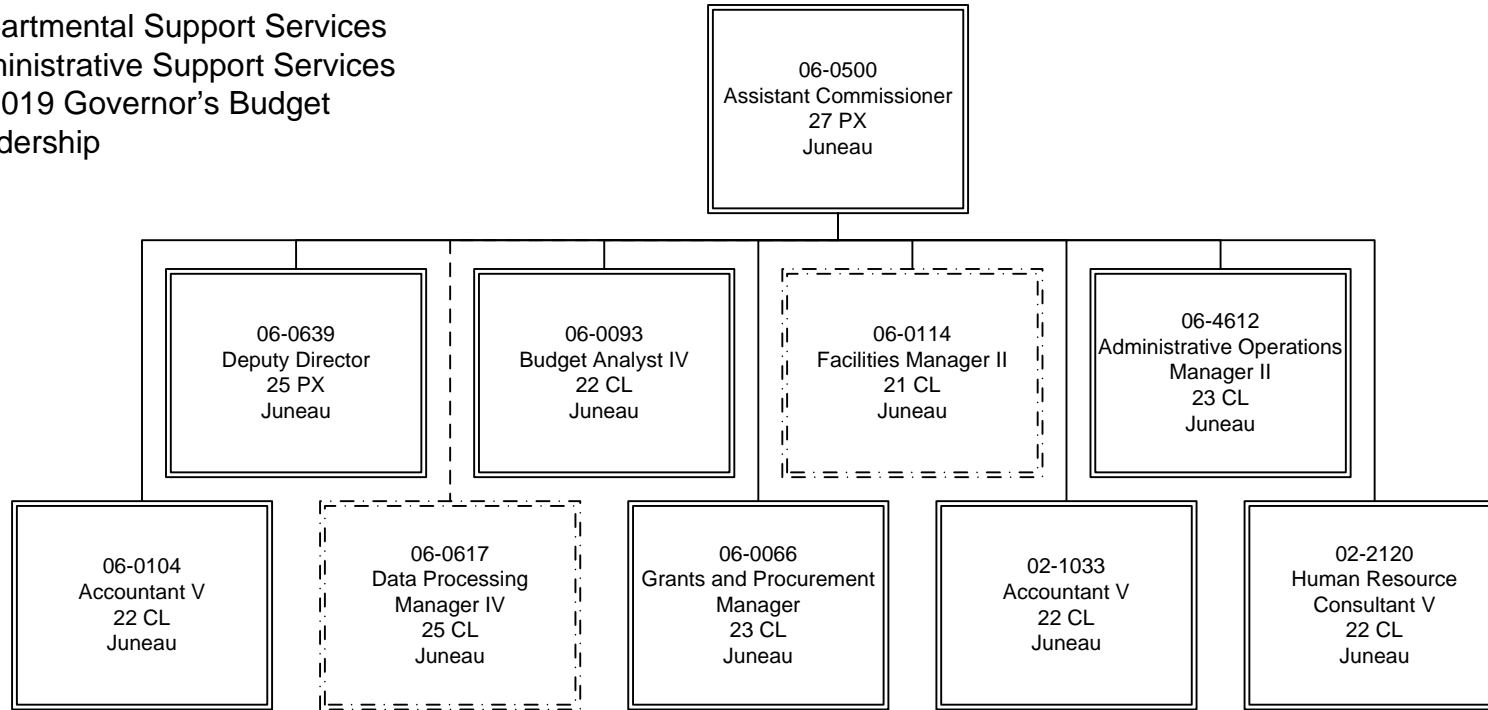 artmental Support Services
inistrative Support Services
019 Governor’s Budget
dership
06-0500
Assistant Commissioner
27 PX
Juneau
06-0639
Deputy Director
25 PX
Juneau
06-0093
Budget Analyst IV
22 CL
Juneau
06-0114
Facilities Manager II
21 CL
Juneau
06-4612
Administrative Operations
Manager II
23 CL
Juneau
06-0104
Accountant V
22 CL
Juneau
06-0617
Data Processing
Manager IV
25 CL
Juneau
06-0066
Grants and Procurement
Manager
23 CL
Juneau
02-1033
Accountant V
22 CL
Juneau
02-2120
Human Resource
Consultant V
22 CL
Juneau